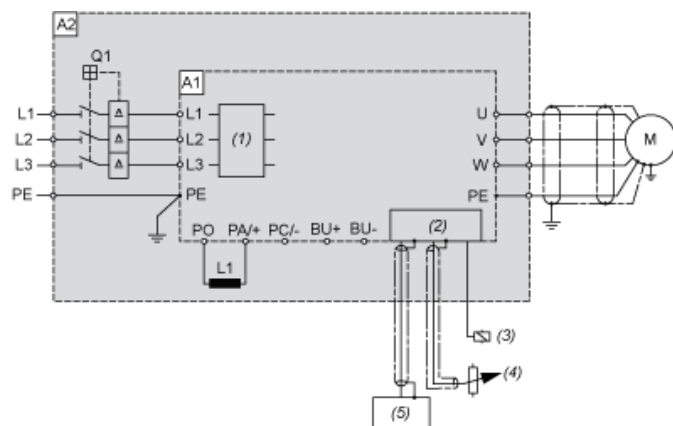 A2
Q1
A1
L1 L1 U
L2 L2 (1) V M
L3 L3 W
PE PE PE
PO PA/+ PC/- BU+ BU- (2)
L1
(3)
(4)
(5)